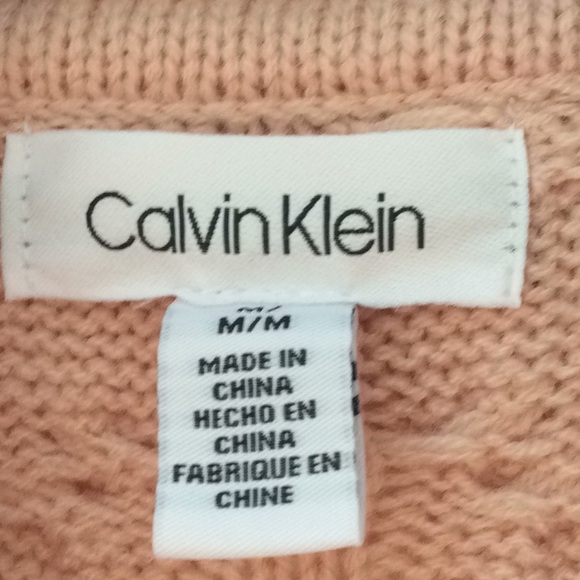 Calvin Klein
M/M
MADE IN
CHINA
HECHO EN
CHINA
FABRIQUE EN
CHINE